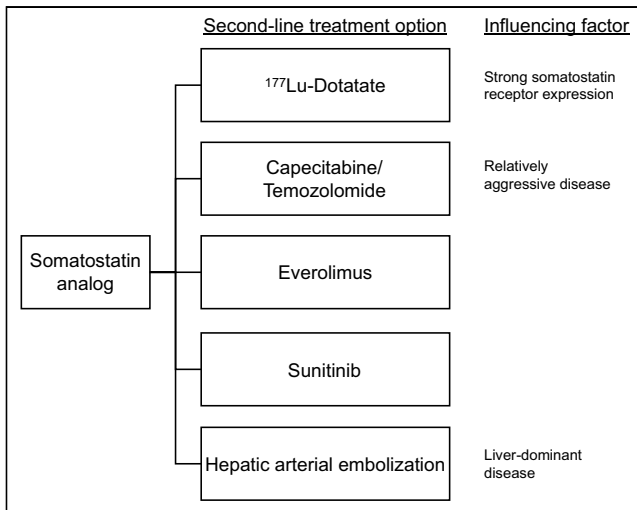 Second-line treatment option Influencing factor
¹⁷⁷Lu-Dotatate
Strong somatostatin
receptor expression
Capecitabine/
Temozolomide
Relatively
aggressive disease
Somatostatin
analog
Everolimus
Sunitinib
Hepatic arterial embolization
Liver-dominant
disease